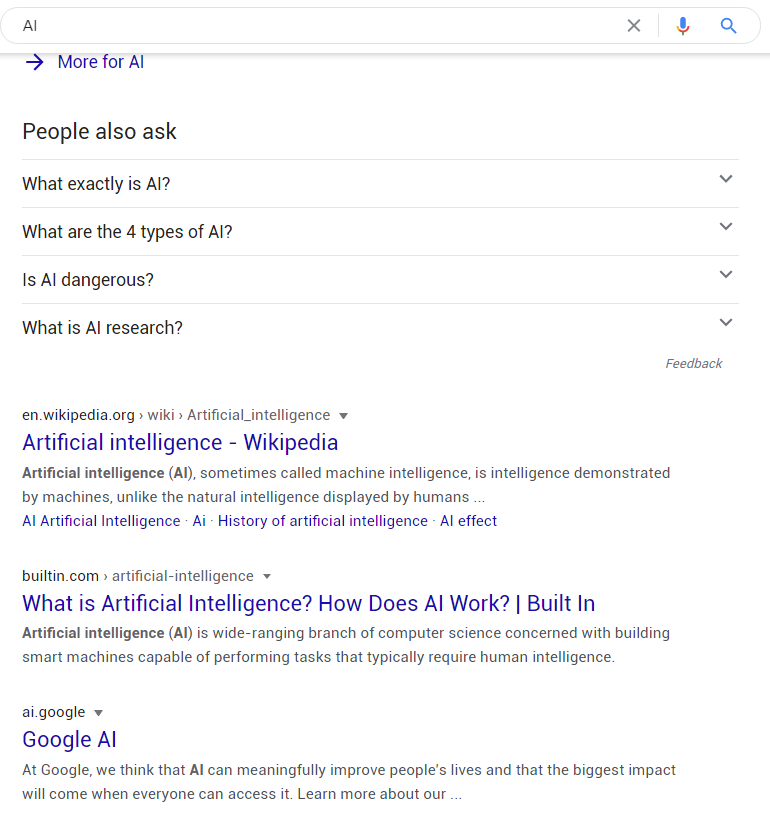 AI
More for AI
People also ask
What exactly is AI?
What are the 4 types of AI?
Is AI dangerous?
What is AI research?
Feedback
en.wikipedia.org › wiki › Artificial_intelligence
Artificial intelligence - Wikipedia
Artificial intelligence (AI), sometimes called machine intelligence, is intelligence demonstrated
by machines, unlike the natural intelligence displayed by humans ...
AI Artificial Intelligence · Ai · History of artificial intelligence · AI effect
builtin.com › artificial-intelligence
What is Artificial Intelligence? How Does AI Work? | Built In
Artificial intelligence (AI) is wide-ranging branch of computer science concerned with building
smart machines capable of performing tasks that typically require human intelligence.
ai.google
Google AI
At Google, we think that AI can meaningfully improve people's lives and that the biggest impact
will come when everyone can access it. Learn more about our ...